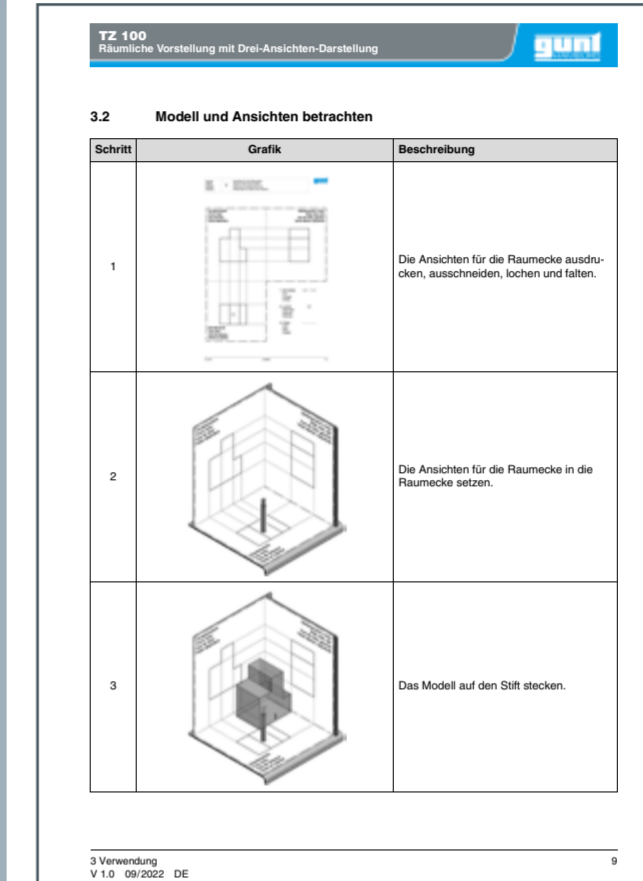 TZ 100
Räumliche Vorstellung mit Drei-Ansichten-Darstellung
gunt
3.2 Modell und Ansichten betrachten
Schritt Grafik Beschreibung
1
Die Ansichten für die Raumecke ausdru-
cken, ausschneiden, lochen und falten.
2
Die Ansichten für die Raumecke in die
Raumecke setzen.
3
Das Modell auf den Stift stecken.
3 Verwendung 9
V 1.0 09/2022 DE